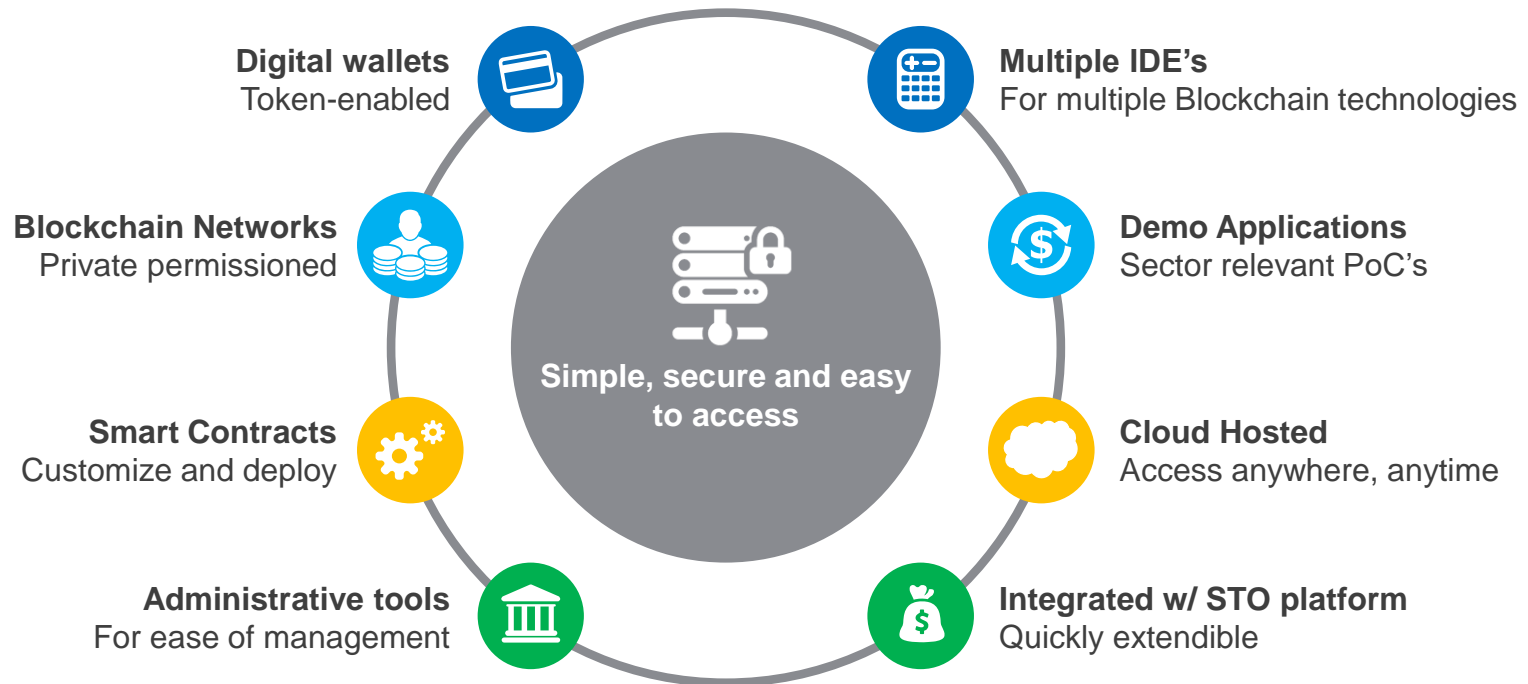 Digital wallets
Token-enabled
Multiple IDE's
For multiple Blockchain technologies
Blockchain Networks
Private permissioned
Demo Applications
Sector relevant PoC's
Simple, secure and easy
to access
Smart Contracts
Customize and deploy
Cloud Hosted
Access anywhere, anytime
Administrative tools
For ease of management
Integrated w/ STO platform
Quickly extendible
$
$